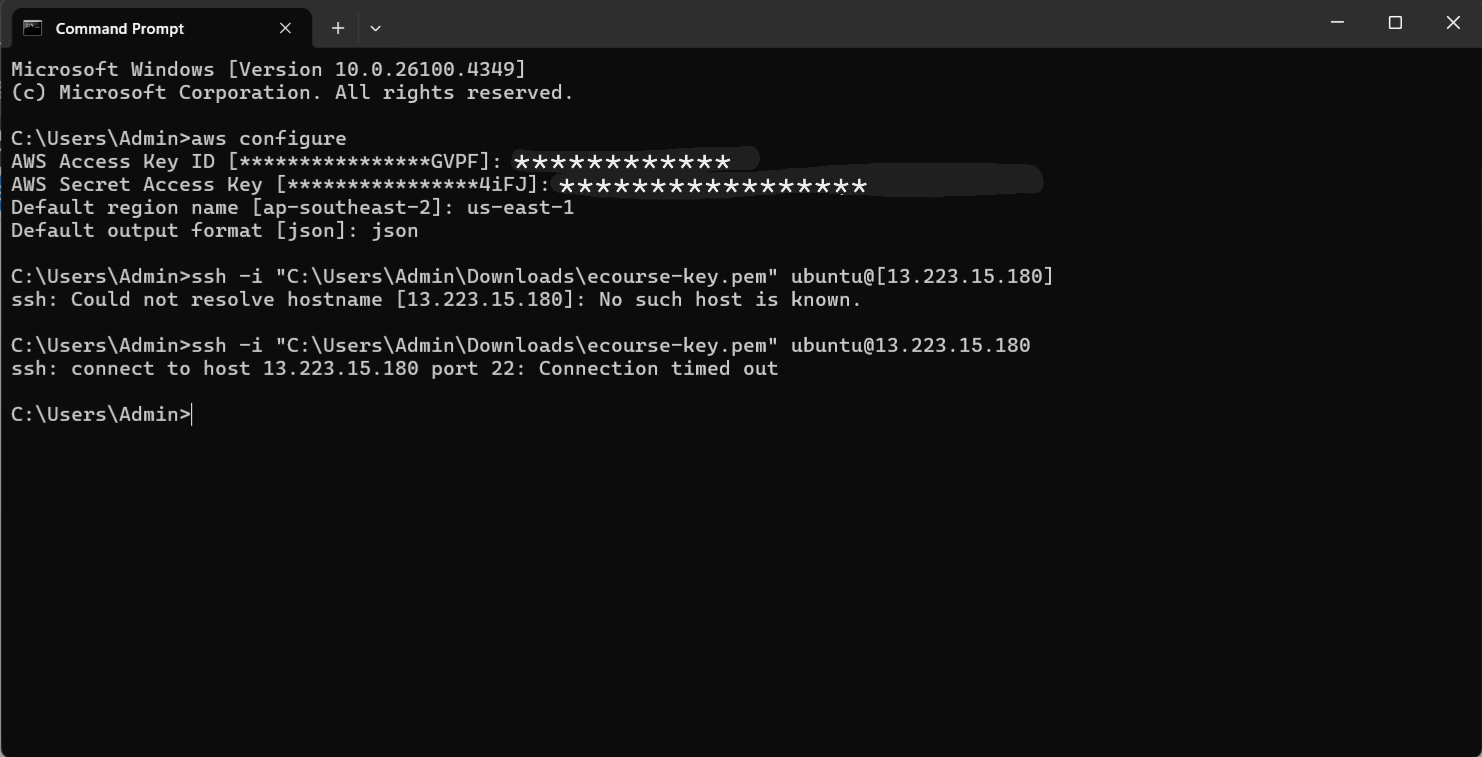 Command Prompt
Microsoft Windows [Version 10.0.26100.4349]
(c) Microsoft Corporation. All rights reserved.
C:\Users\Admin>aws configure
AWS Access Key ID [****************GVPF]: ************
AWS Secret Access Key [****************4iFJ]: *****************
Default region name [ap-southeast-2]: us-east-1
Default output format [json]: json
C:\Users\Admin>ssh -i "C:\Users\Admin\Downloads\ecourse-key.pem" ubuntu@[13.223.15.180]
ssh: Could not resolve hostname [13.223.15.180]: No such host is known.
C:\Users\Admin>ssh -i "C:\Users\Admin\Downloads\ecourse-key.pem" ubuntu@13.223.15.180
ssh: connect to host 13.223.15.180 port 22: Connection timed out
C:\Users\Admin>